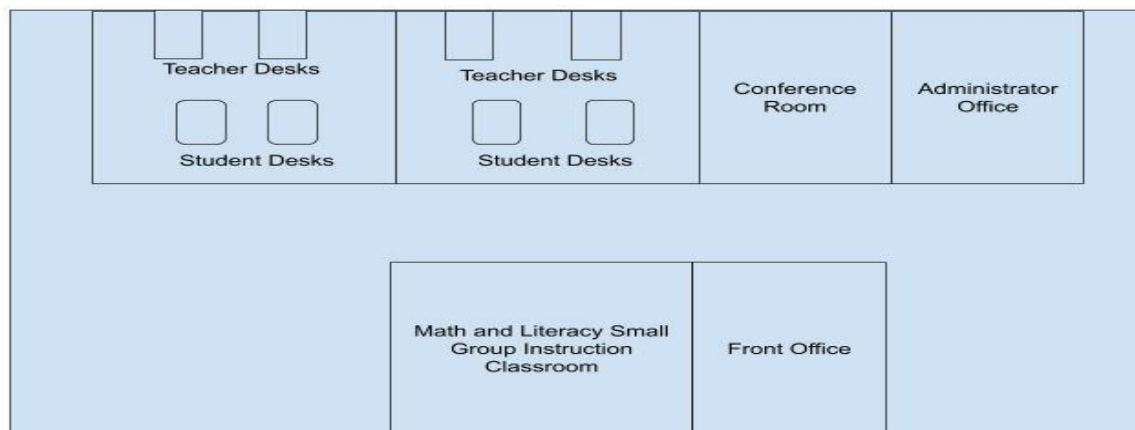 Teacher Desks
Student Desks
Teacher Desks
Student Desks
Conference
Room
Administrator
Office
Math and Literacy Small
Group Instruction
Classroom
Front Office